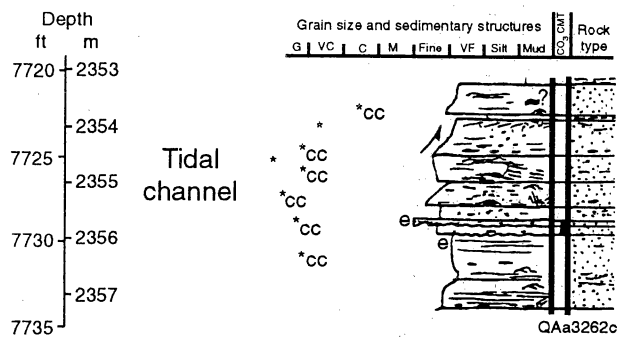 Depth
ft m
Grain size and sedimentary structures
G VC C M Fine VF Silt Mud
CO3 CMT
Rock type
7720 2353
?
*CC
2354 *
*CC
7725 *
*CC
2355
Tidal channel
*CC
e
*CC
7730 2356
e
*CC
2357
7735
QAa3262c